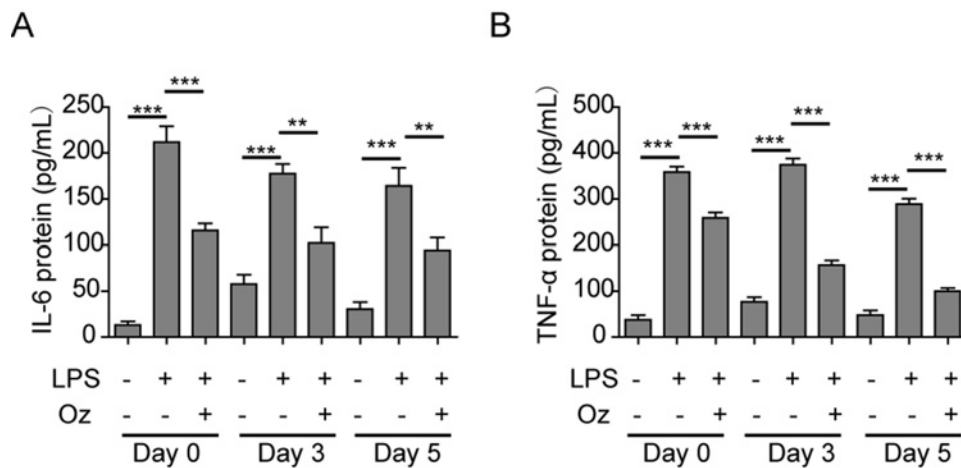 A
B
IL-6 protein (pg/mL)
250
200
150
100
50
0
*** *** *** ** *** **
LPS - + + - + + - + +
Oz - - + - - + - - +
Day 0 Day 3 Day 5
TNF-α protein (pg/mL)
500
400
300
200
100
0
*** *** *** *** *** ***
LPS - + + - + + - + +
Oz - - + - - + - - +
Day 0 Day 3 Day 5